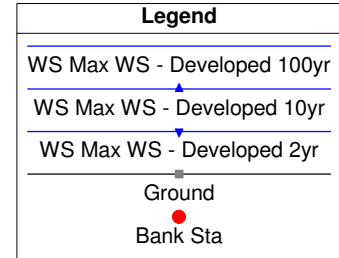 Legend
WS Max WS - Developed 100yr
WS Max WS - Developed 10yr
WS Max WS - Developed 2yr
Ground
Bank Sta